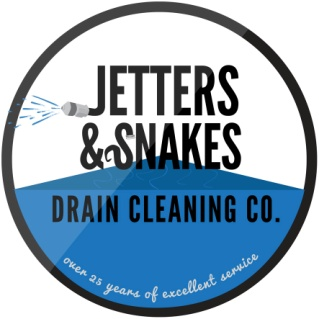 JETTERS
& SNAKES
DRAIN CLEANING CO.
over 25 years of excellent service